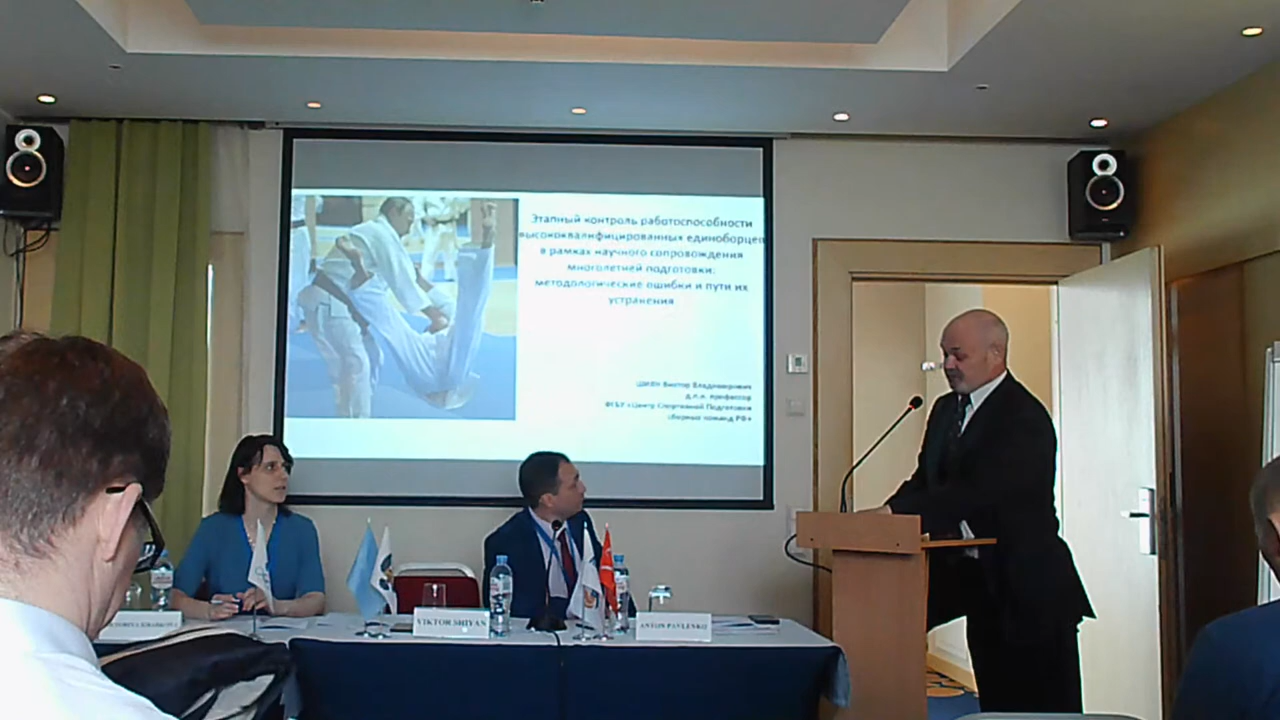 Этапный контроль работоспособности
высококвалифицированных единоборцев
в рамках научного сопровождения
многолетней подготовки:
методологические ошибки и пути их
устранения
ШИЯН Виктор Владимирович
д.п.н. профессор
ФГБУ «Центр Спортивной Подготовки
сборных команд РФ»
VIKTOR SHIYAN
ANTON PAVLENKO